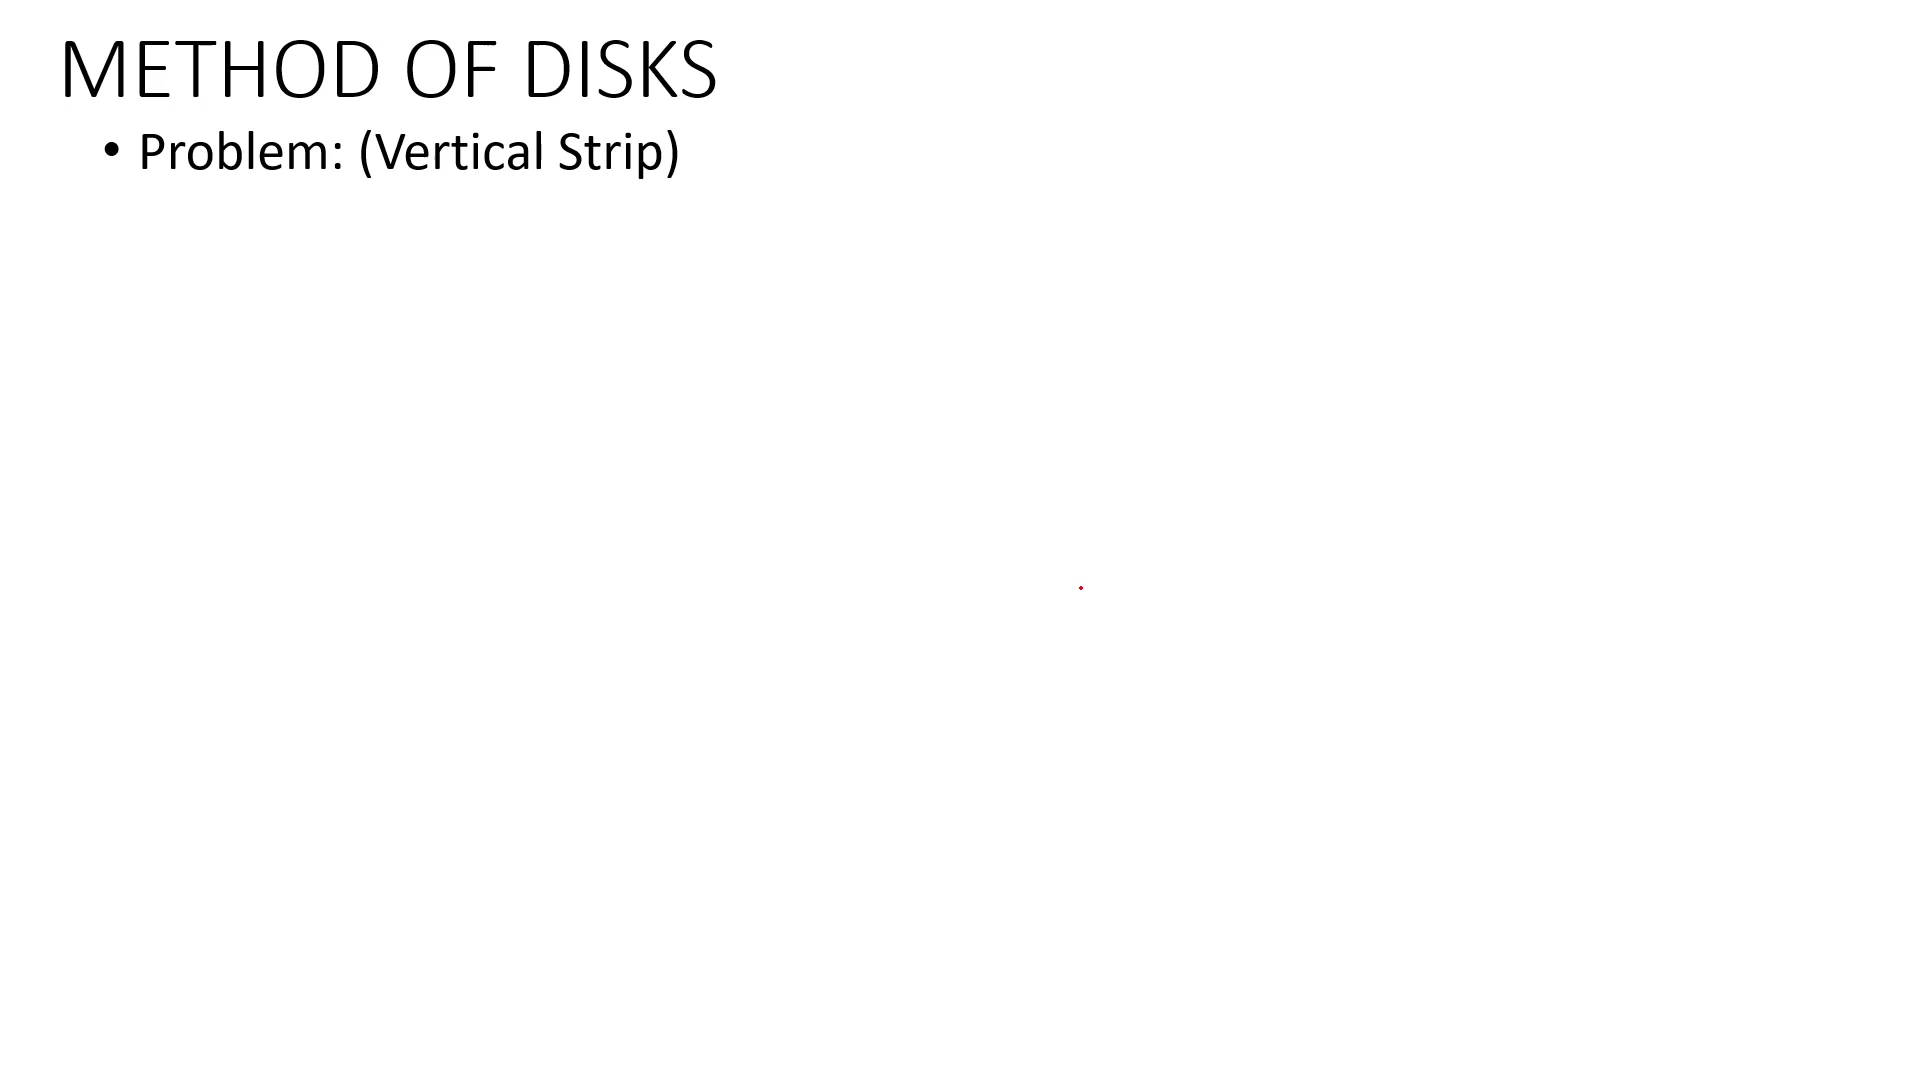 METHOD OF DISKS
• Problem: (Vertical Strip)